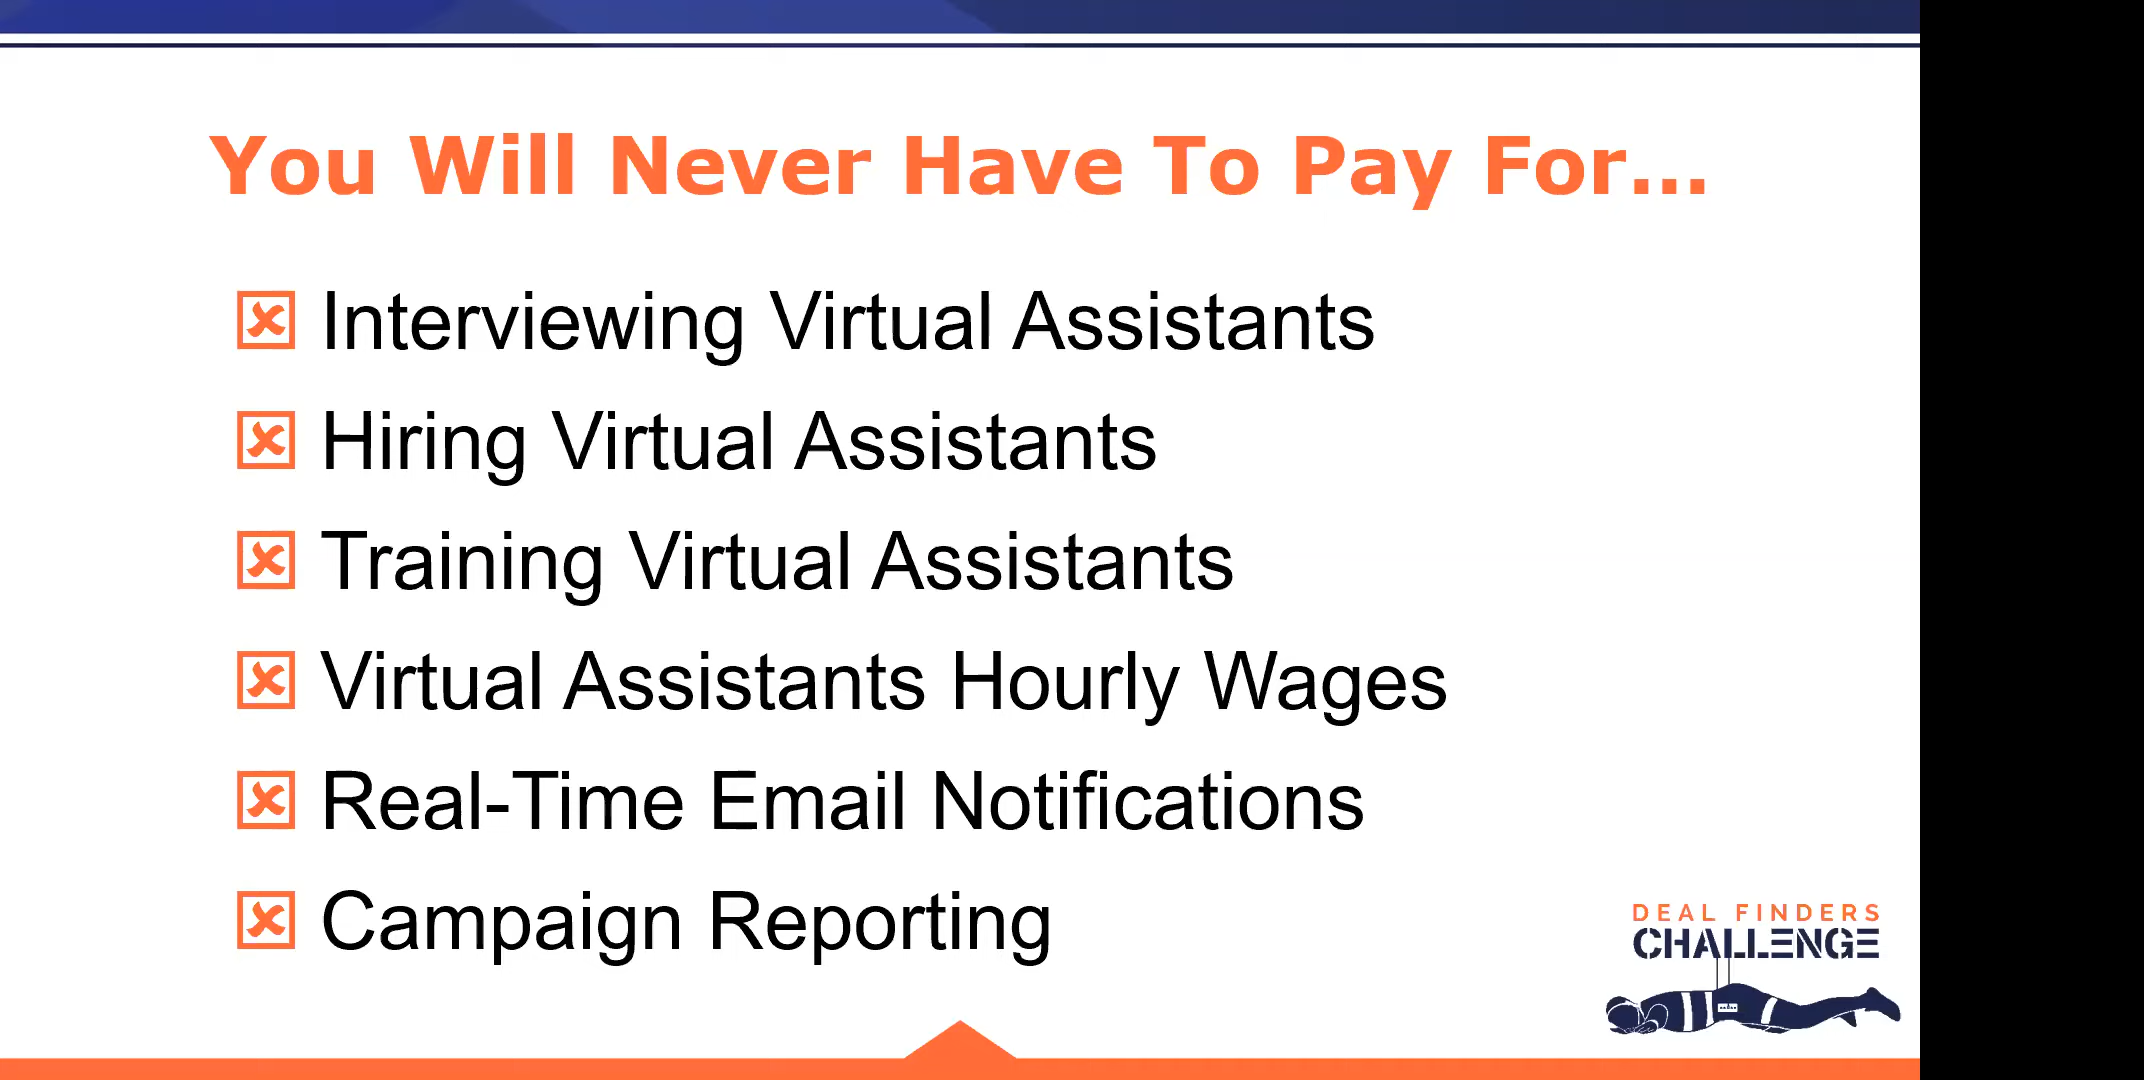 You Will Never Have To Pay For...
Interviewing Virtual Assistants
Hiring Virtual Assistants
Training Virtual Assistants
Virtual Assistants Hourly Wages
Real-Time Email Notifications
Campaign Reporting
DEAL FINDERS
CHALLENGE